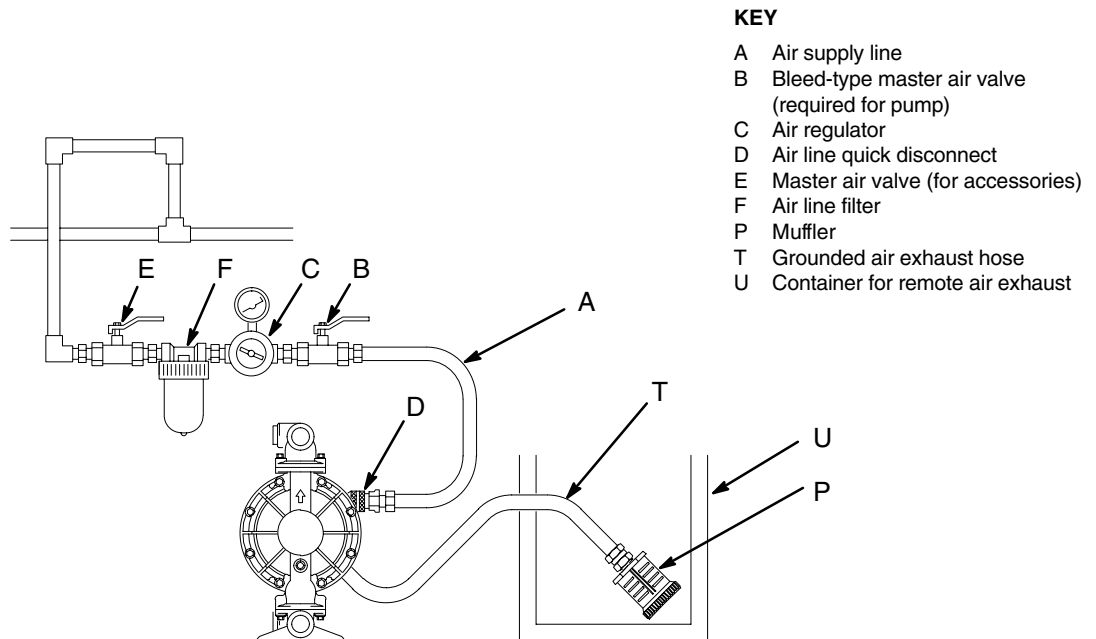 KEY
A Air supply line
B Bleed-type master air valve
(required for pump)
C Air regulator
D Air line quick disconnect
E Master air valve (for accessories)
F Air line filter
P Muffler
T Grounded air exhaust hose
U Container for remote air exhaust
E
F
C
B
A
D
T
U
P